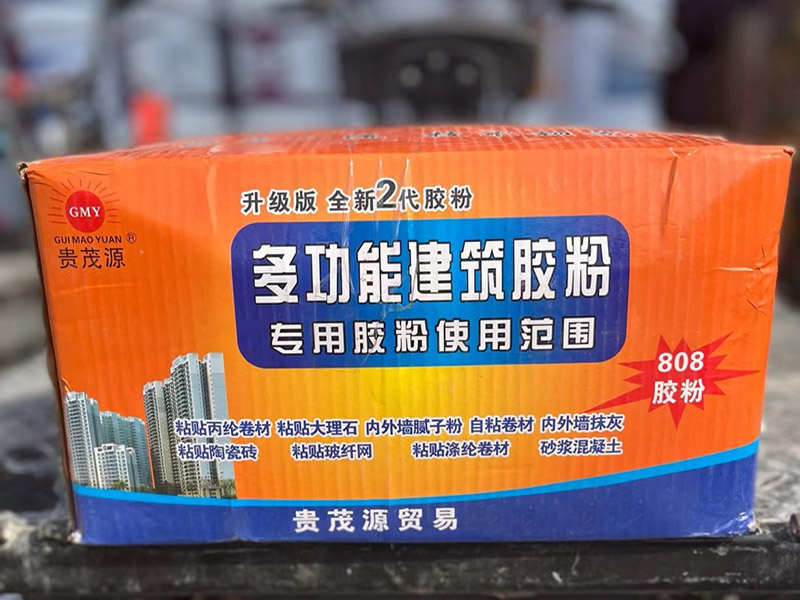 升级版 全新2代胶粉
GMY
GUI MAO YUAN ®
贵茂源
多功能建筑胶粉
专用胶粉使用范围
808
胶粉
粘贴丙纶卷材 粘贴大理石 内外墙腻子粉 自粘卷材 内外墙抹灰
粘贴陶瓷砖 粘贴玻纤网 粘贴涤纶卷材 砂浆混凝土
贵茂源贸易